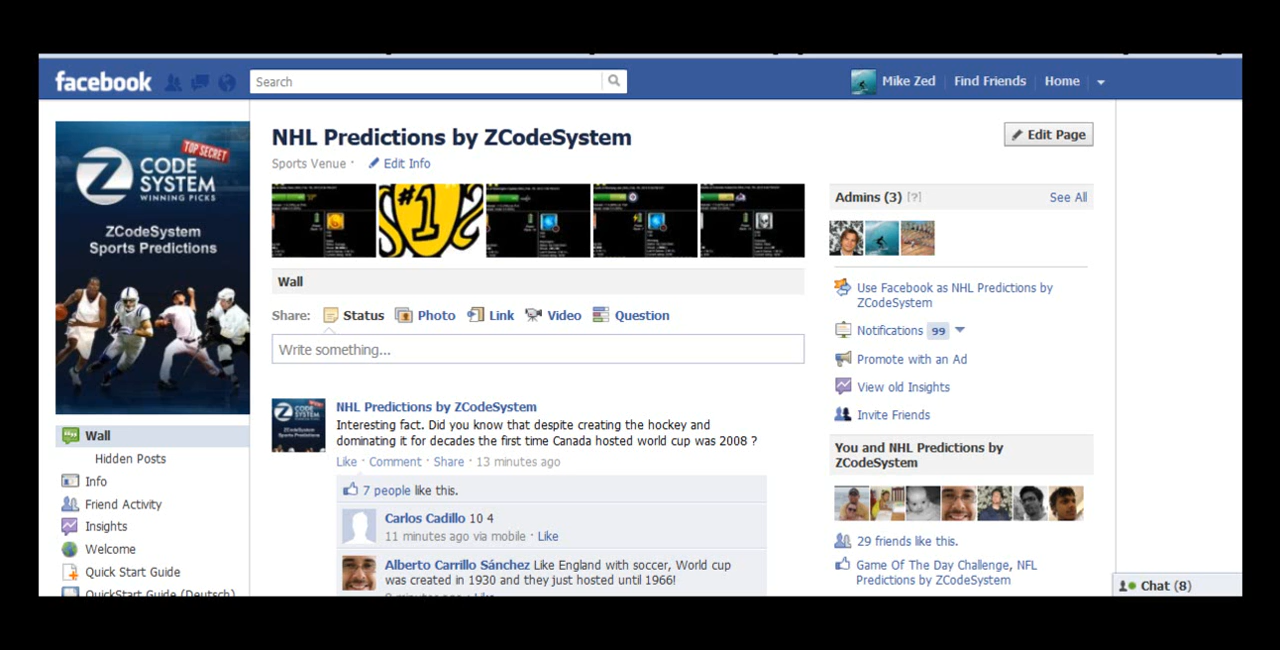 facebook
Search
Mike Zed
Find Friends
Home
TOP SECRET
Z CODE
SYSTEM
WINNING PICKS
ZCodeSystem
Sports Predictions
NHL Predictions by ZCodeSystem
Sports Venue ·
Edit Info
Edit Page
#1
Wall
Share:
Status
Photo
Link
Video
Question
Write something...
NHL Predictions by ZCodeSystem
Interesting fact. Did you know that despite creating the hockey and
dominating it for decades the first time Canada hosted world cup was 2008 ?
Like · Comment · Share · 13 minutes ago
7 people like this.
Carlos Cadillo 10 4
11 minutes ago via mobile · Like
Alberto Carrillo Sánchez Like England with soccer, World cup
was created in 1930 and they just hosted until 1966!
Wall
Hidden Posts
Info
Friend Activity
Insights
Welcome
Quick Start Guide
QuickStart Guide (Deutsch)
Admins (3) [?]
See All
Use Facebook as NHL Predictions by
ZCodeSystem
Notifications 99
Promote with an Ad
View old Insights
Invite Friends
You and NHL Predictions by
ZCodeSystem
29 friends like this.
Game Of The Day Challenge, NFL
Predictions by ZCodeSystem
Chat (8)